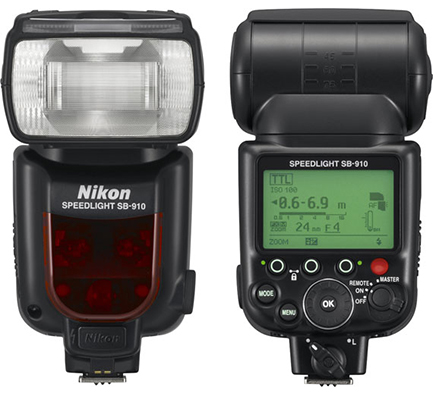 Nikon
SPEEDLIGHT SB-910
SPEEDLIGHT SB-910
TTL
ISO 100
0.6-6.9 m
ZOOM 24 mm F4
ZOOM
MODE
MENU
OK
REMOTE
MASTER
ON
OFF
L